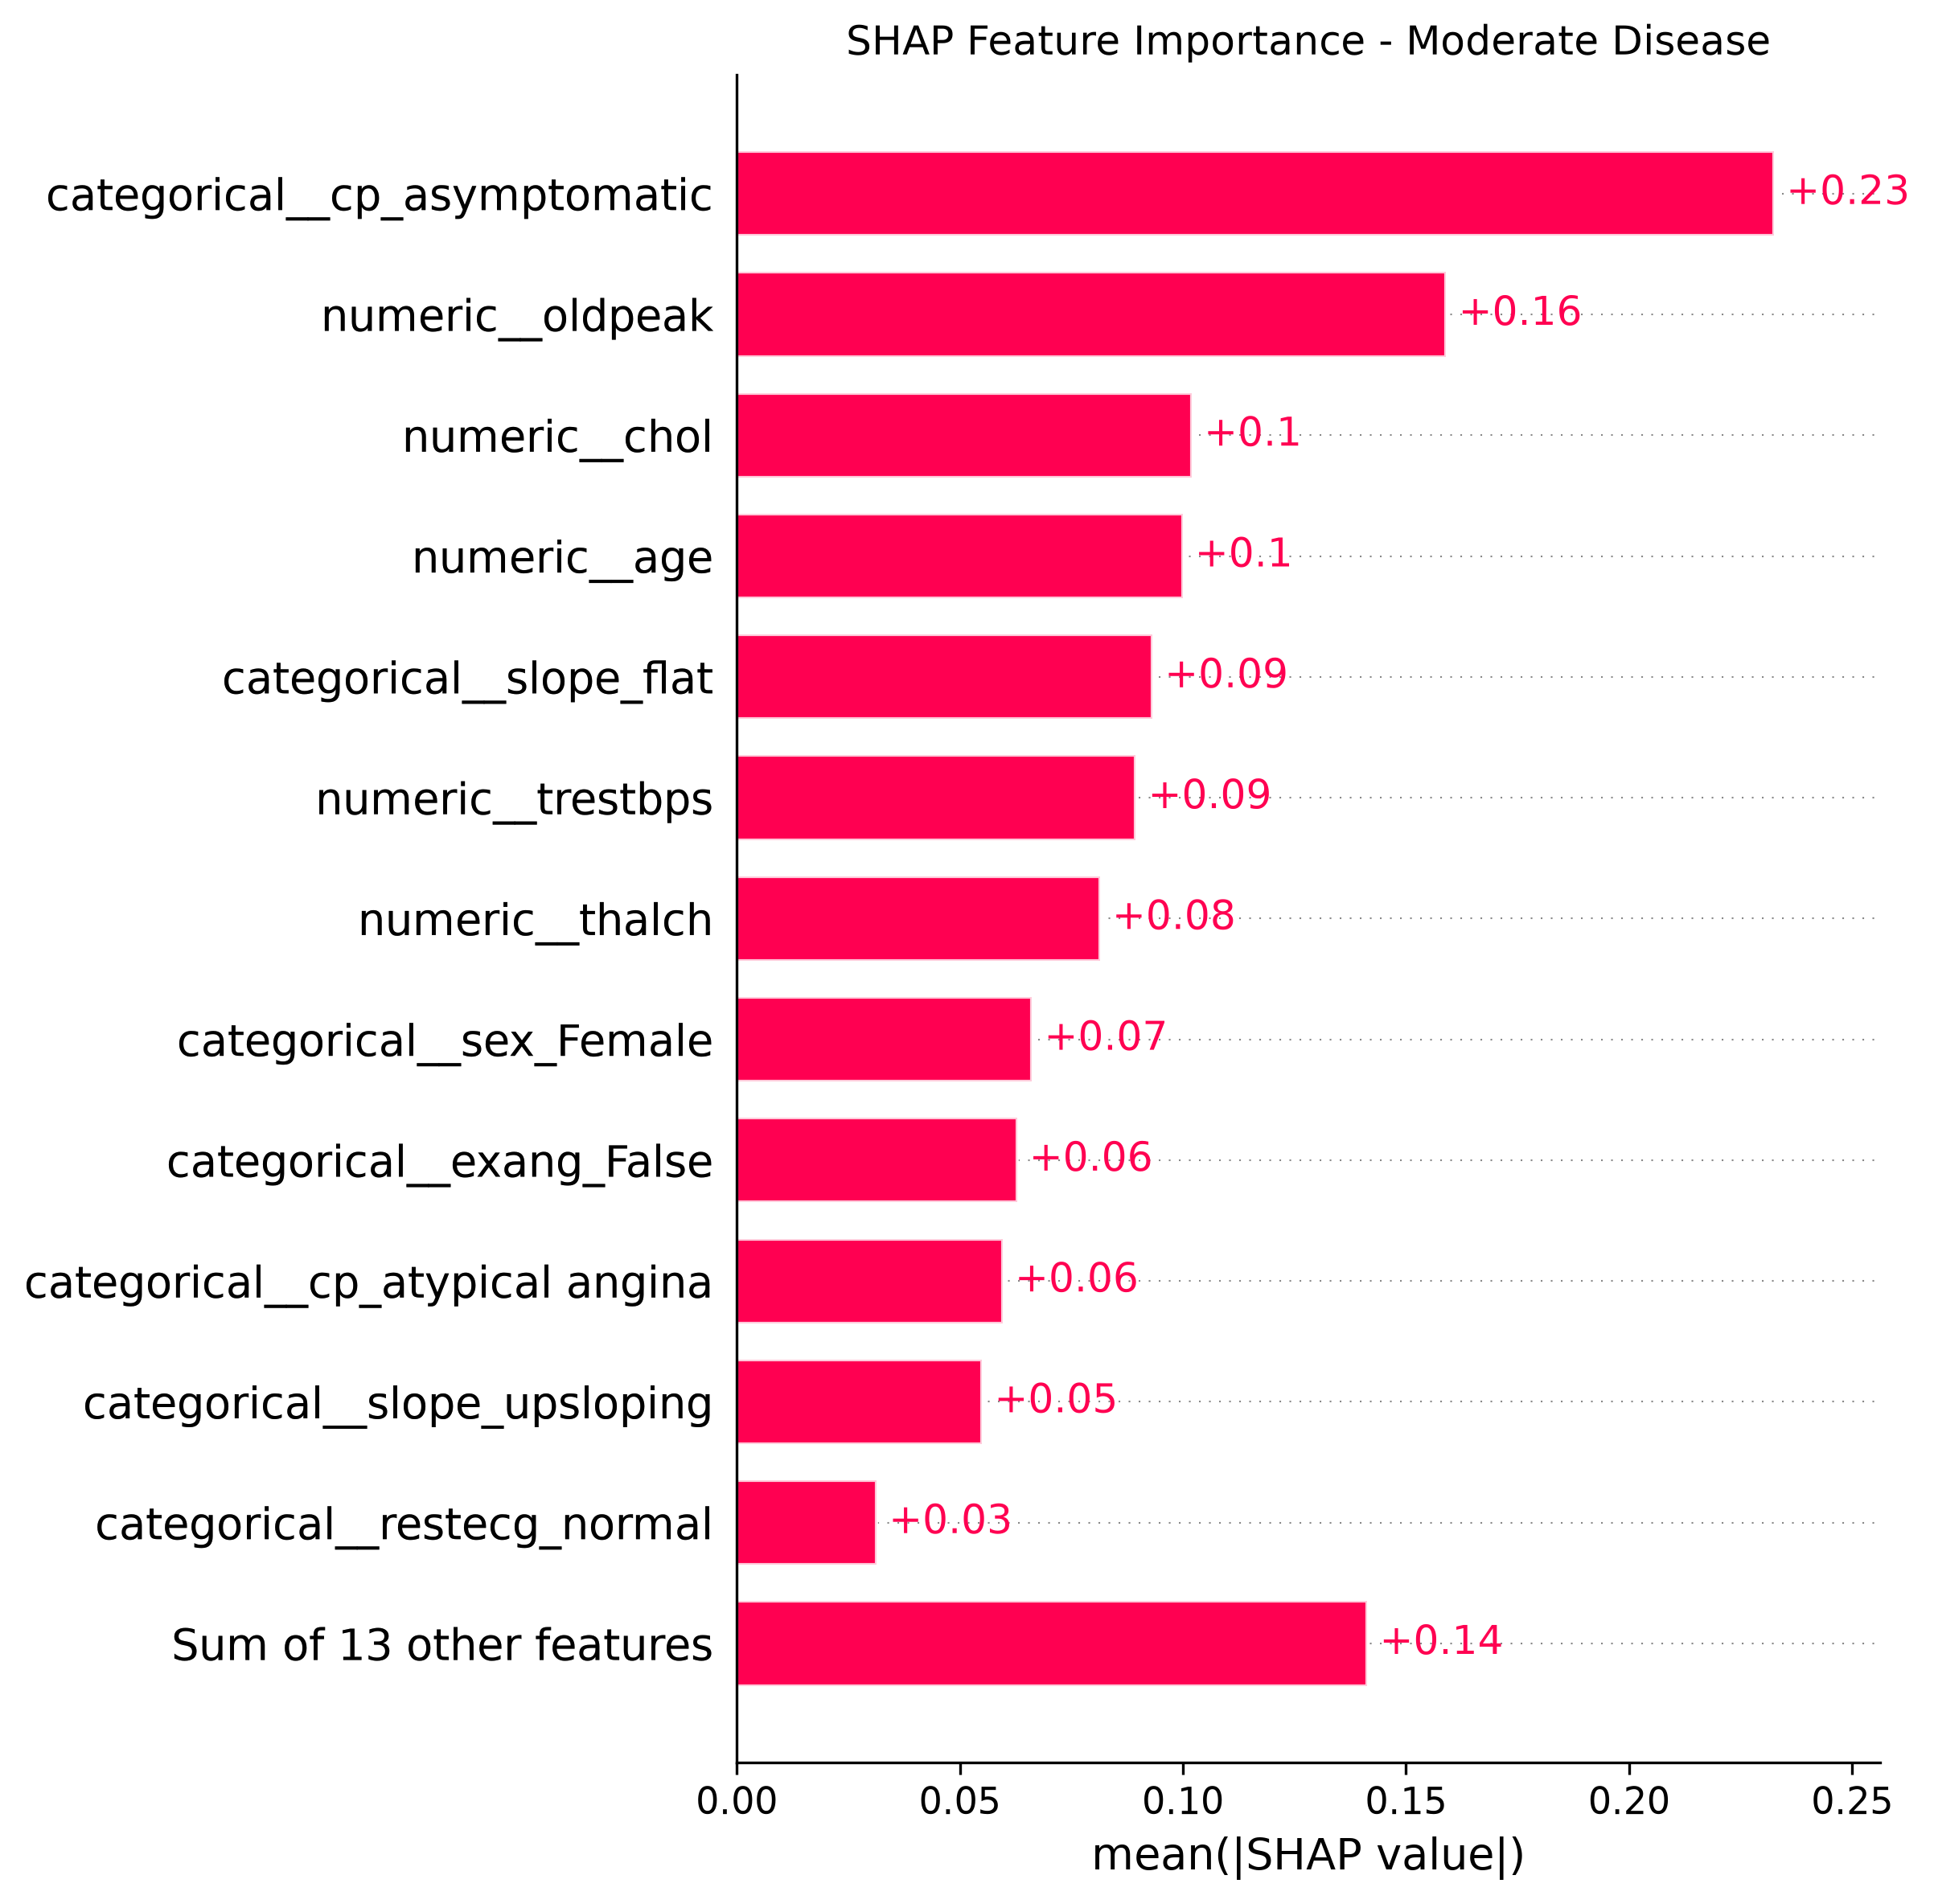 SHAP Feature Importance - Moderate Disease
categorical__cp_asymptomatic +0.23
numeric__oldpeak +0.16
numeric__chol +0.1
numeric__age +0.1
categorical__slope_flat +0.09
numeric__trestbps +0.09
numeric__thalch +0.08
categorical__sex_Female +0.07
categorical__exang_False +0.06
categorical__cp_atypical angina +0.06
categorical__slope_upsloping +0.05
categorical__restecg_normal +0.03
Sum of 13 other features +0.14
0.00 0.05 0.10 0.15 0.20 0.25
mean(|SHAP value|)